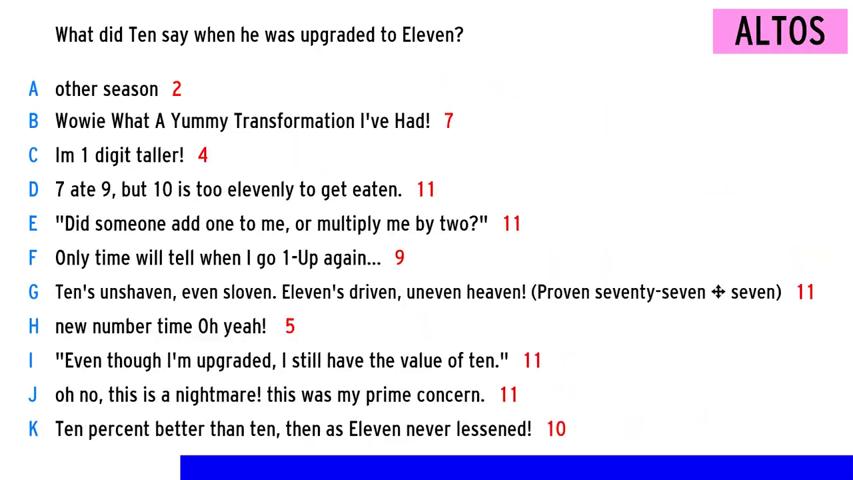 What did Ten say when he was upgraded to Eleven?
ALTOS
A other season 2
B Wowie What A Yummy Transformation I've Had! 7
C Im 1 digit taller! 4
D 7 ate 9, but 10 is too elevenly to get eaten. 11
E "Did someone add one to me, or multiply me by two?" 11
F Only time will tell when I go 1-Up again... 9
G Ten's unshaven, even sloven. Eleven's driven, uneven heaven! (Proven seventy-seven ✣ seven) 11
H new number time Oh yeah! 5
I "Even though I'm upgraded, I still have the value of ten." 11
J oh no, this is a nightmare! this was my prime concern. 11
K Ten percent better than ten, then as Eleven never lessened! 10